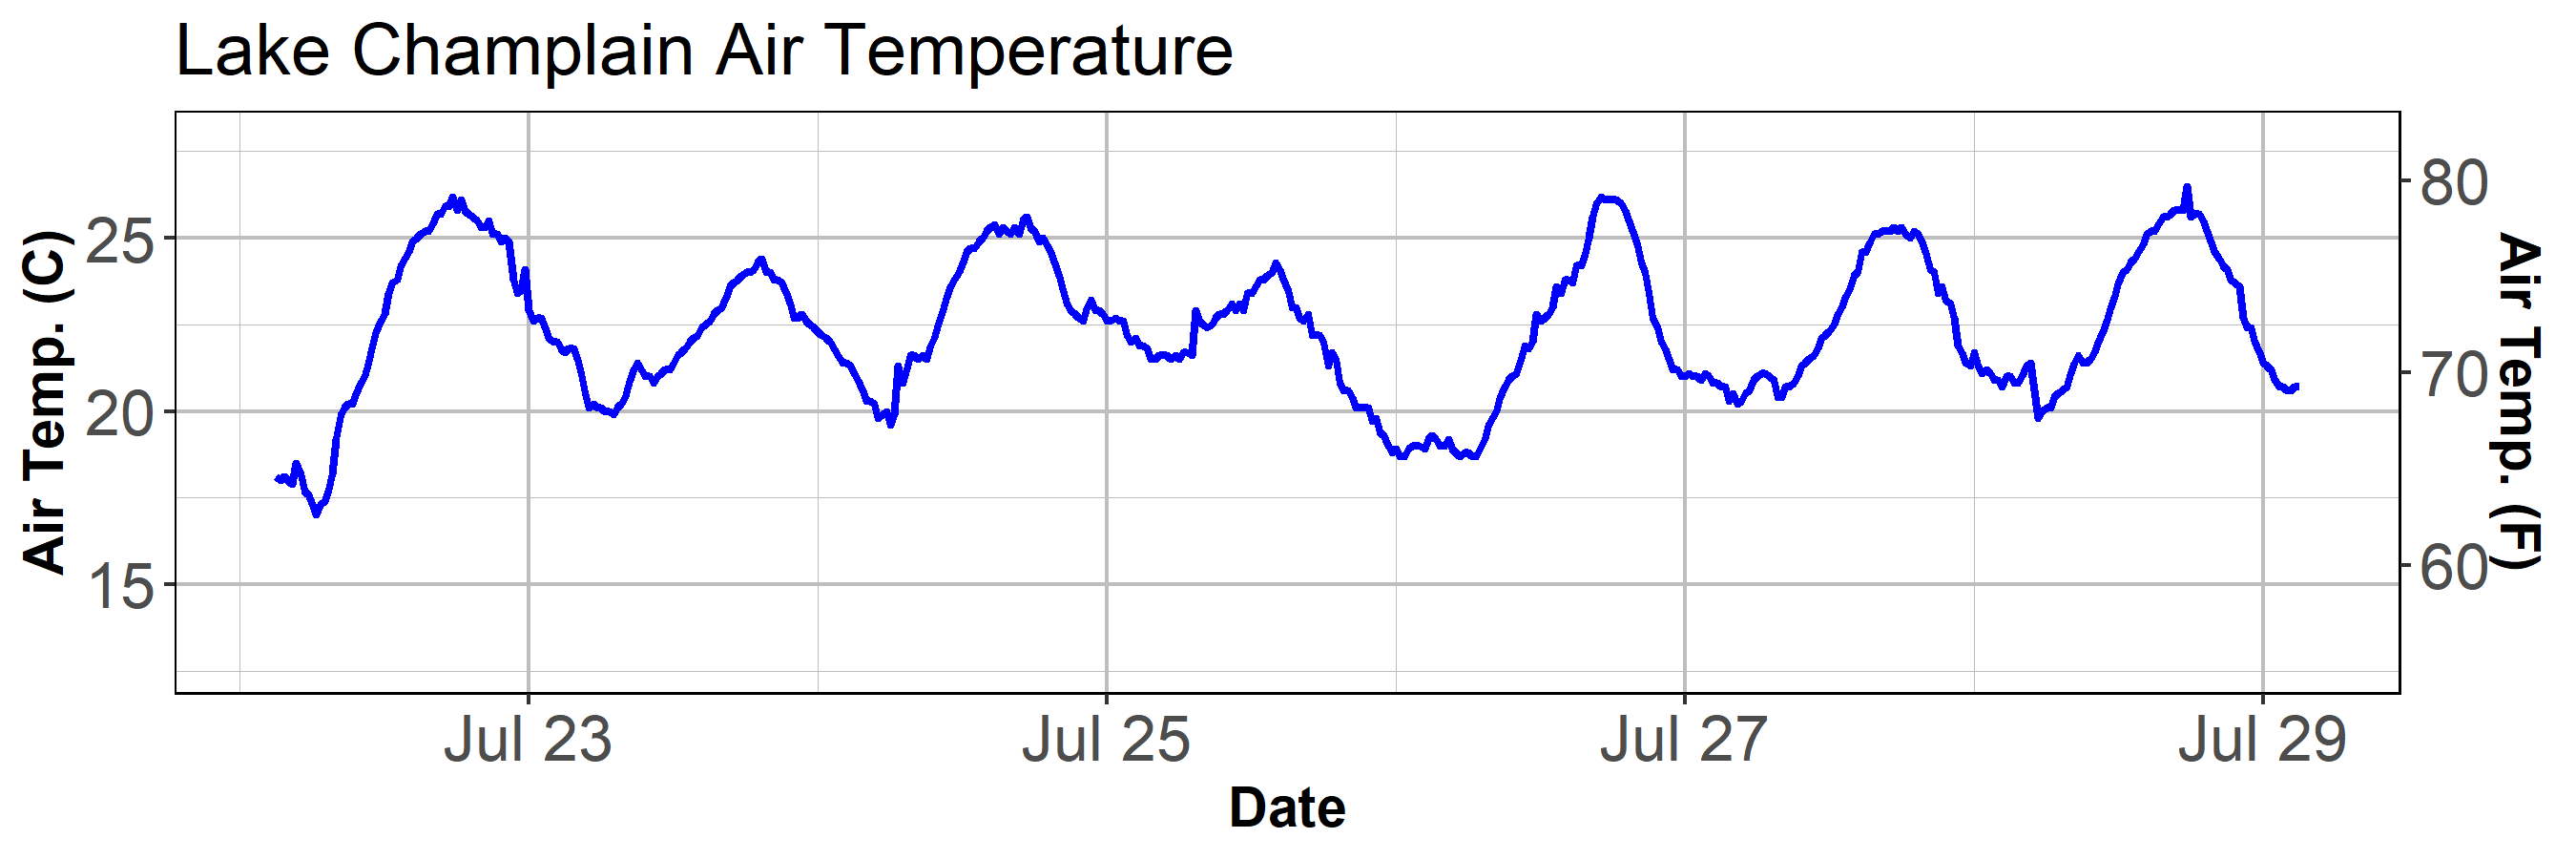 Lake Champlain Air Temperature
Air Temp. (C)
25
20
15
80
70
60
Air Temp. (F)
Jul 23
Jul 25
Jul 27
Jul 29
Date